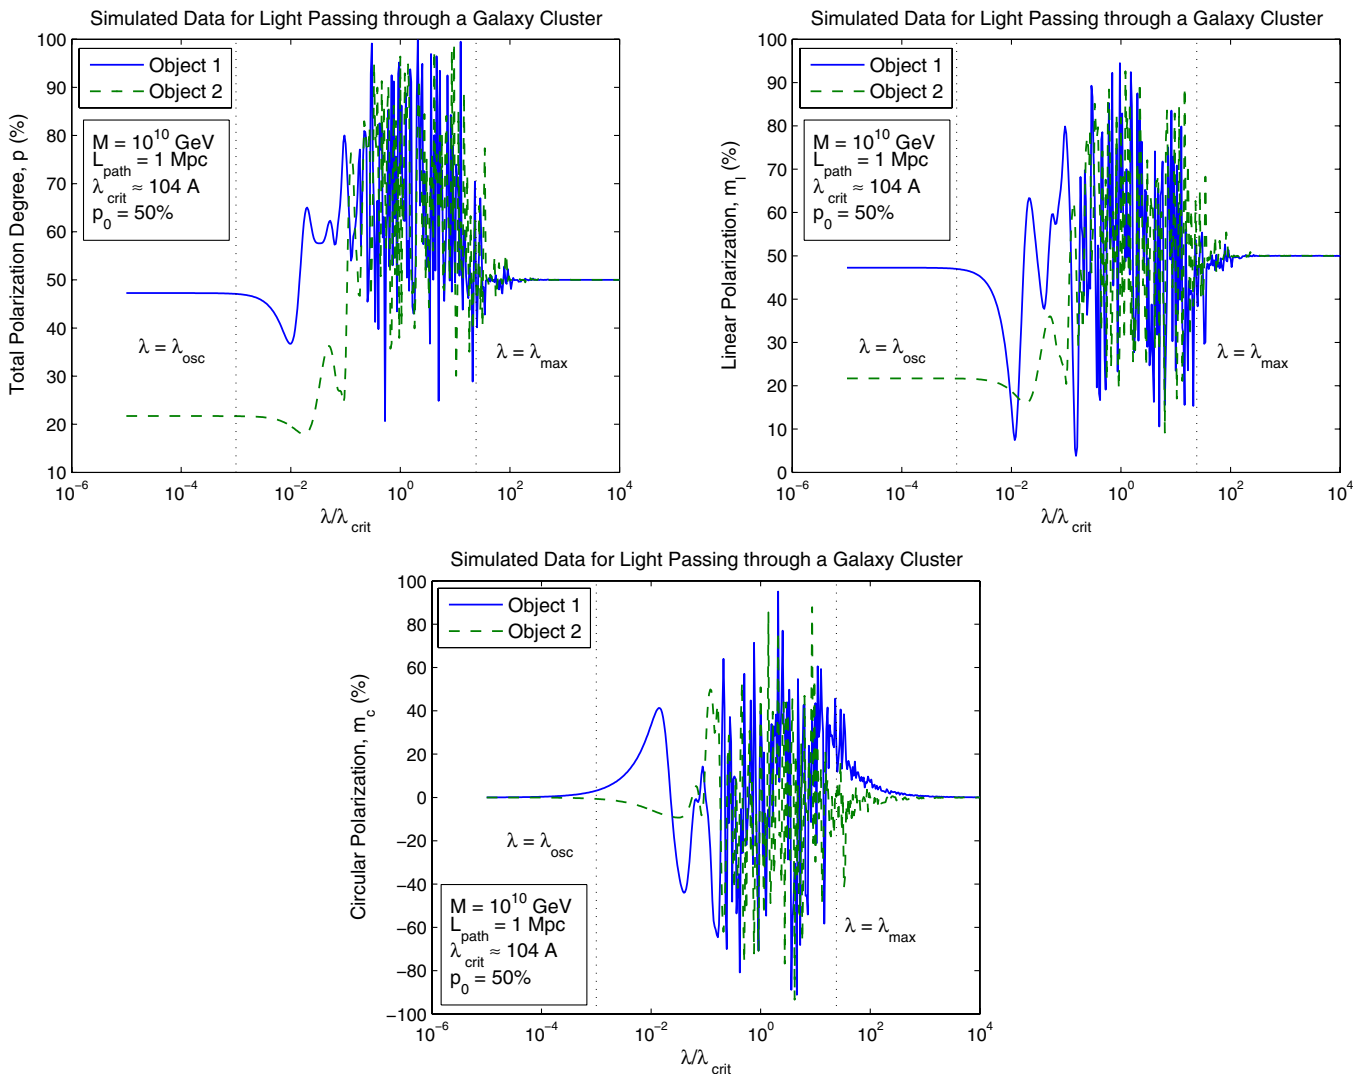 Simulated Data for Light Passing through a Galaxy Cluster
Object 1
Object 2
M = 10^10 GeV
L_path = 1 Mpc
λ_crit ≈ 104 A
p_0 = 50%
λ = λ_osc
λ = λ_max
Total Polarization Degree, p (%)
100
90
80
70
60
50
40
30
20
10
10^−6
10^−4
10^−2
10^0
10^2
10^4
λ/λ_crit
Simulated Data for Light Passing through a Galaxy Cluster
Object 1
Object 2
M = 10^10 GeV
L_path = 1 Mpc
λ_crit ≈ 104 A
p_0 = 50%
λ = λ_osc
λ = λ_max
Linear Polarization, m_l (%)
100
90
80
70
60
50
40
30
20
10
0
10^−6
10^−4
10^−2
10^0
10^2
10^4
λ/λ_crit
Simulated Data for Light Passing through a Galaxy Cluster
Object 1
Object 2
λ = λ_osc
M = 10^10 GeV
L_path = 1 Mpc
λ_crit ≈ 104 A
p_0 = 50%
λ = λ_max
Circular Polarization, m_c (%)
100
80
60
40
20
0
−20
−40
−60
−80
−100
10^−6
10^−4
10^−2
10^0
10^2
10^4
λ/λ_crit